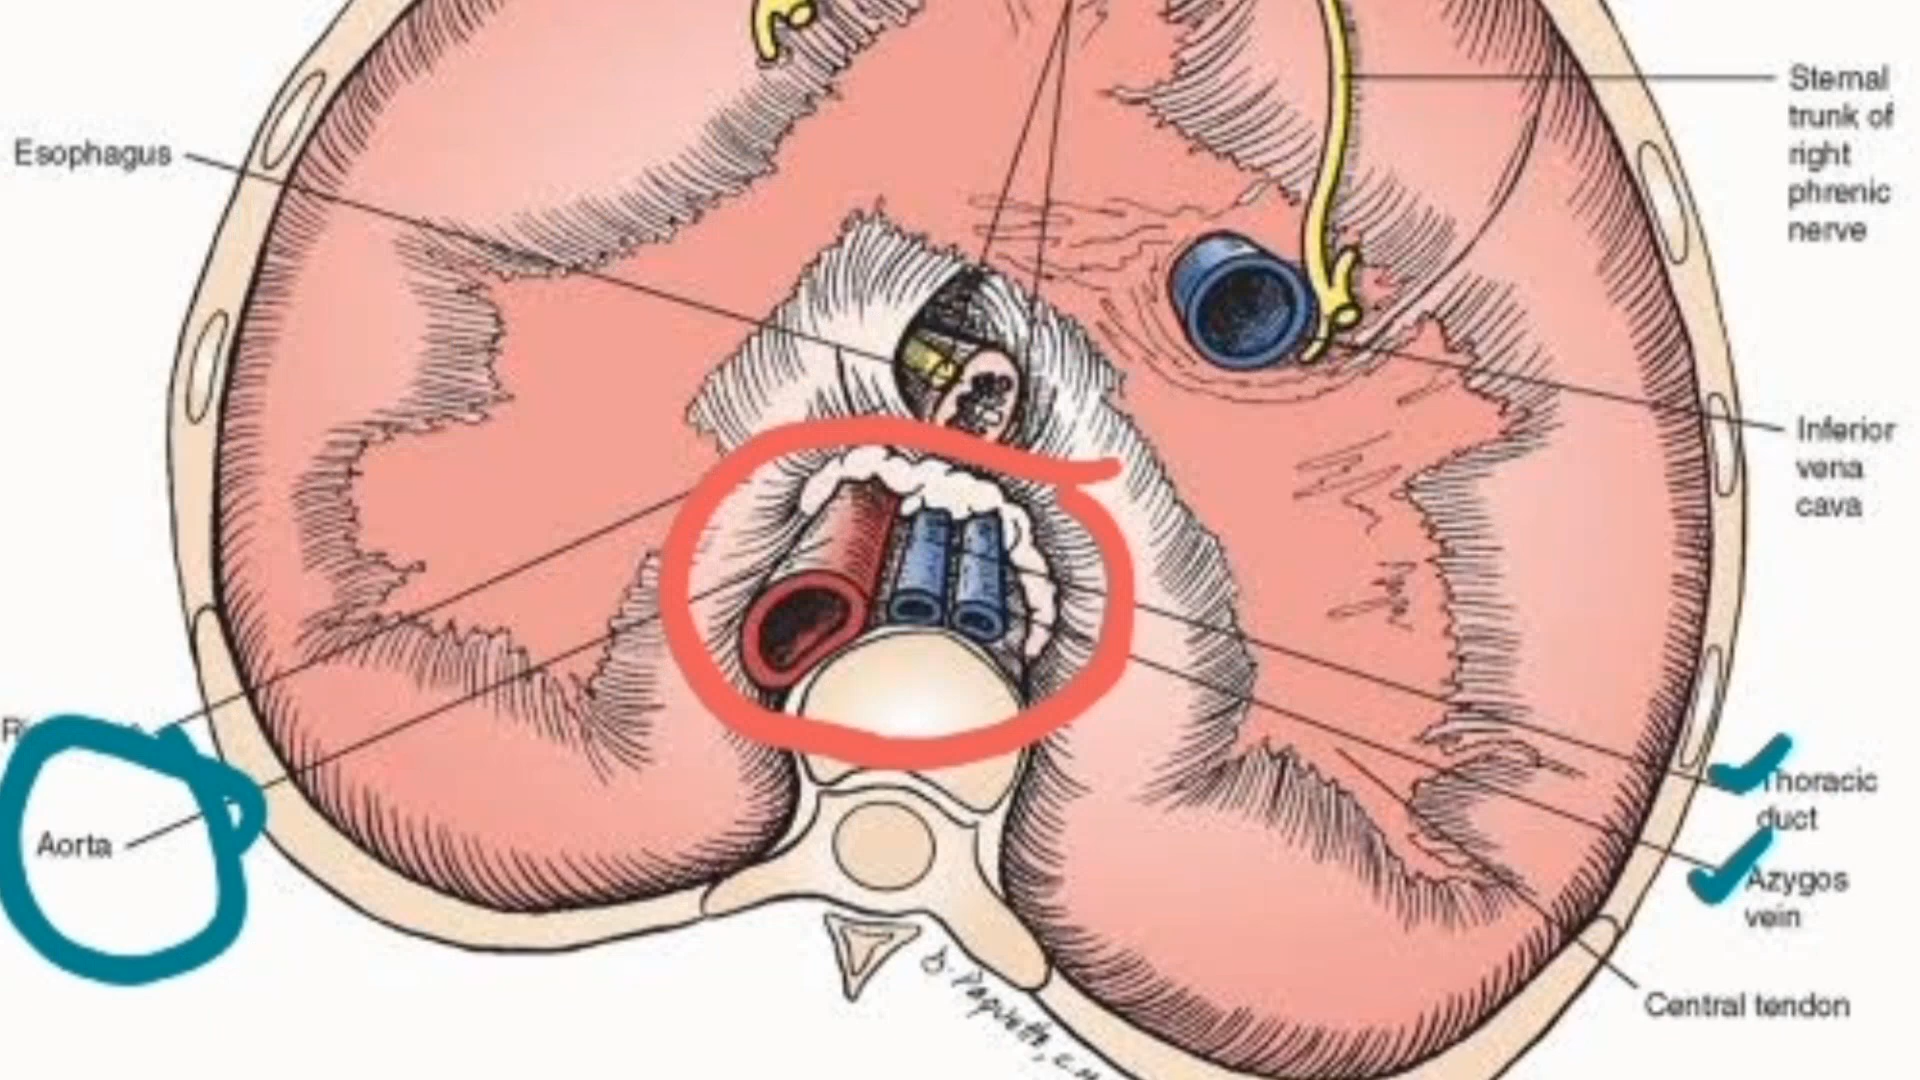 Esophagus
Sternal
trunk of
right
phrenic
nerve
Inferior
vena
cava
Aorta
Thoracic
duct
Azygos
vein
Central tendon